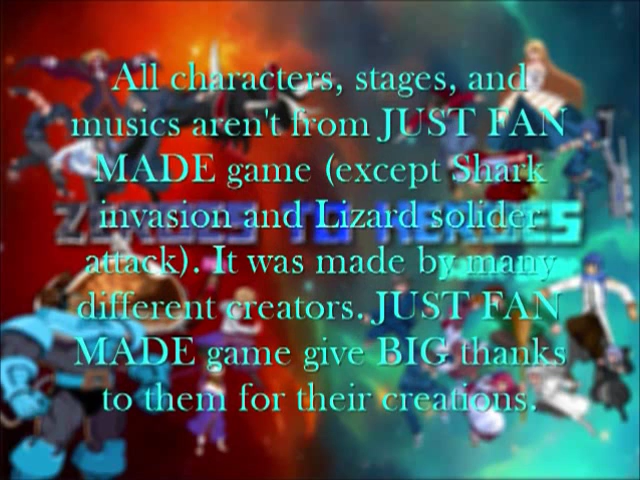 All characters, stages, and
musics aren't from JUST FAN
MADE game (except Shark
invasion and Lizard solider
attack). It was made by many
different creators. JUST FAN
MADE game give BIG thanks
to them for their creations.